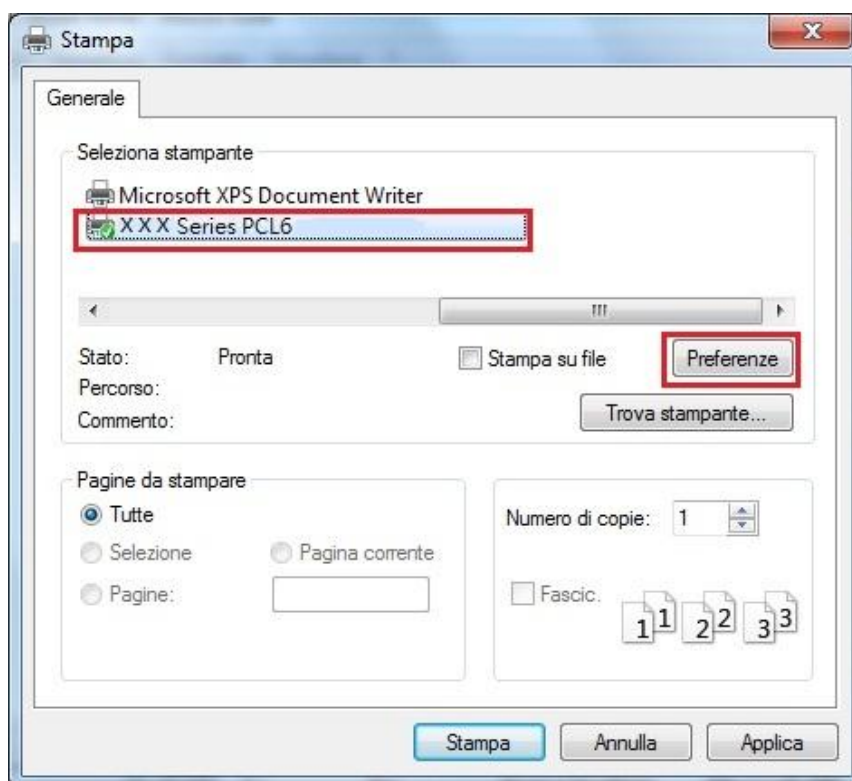 Stampa
Generale
Seleziona stampante
Microsoft XPS Document Writer
X X X Series PCL6
Stato: Pronta
Stampa su file
Preferenze
Percorso:
Commento:
Trova stampante...
Pagine da stampare
Tutte
Selezione
Pagina corrente
Pagine:
Numero di copie: 1
Fascic.
1 1 2 2 3 3
Stampa
Annulla
Applica